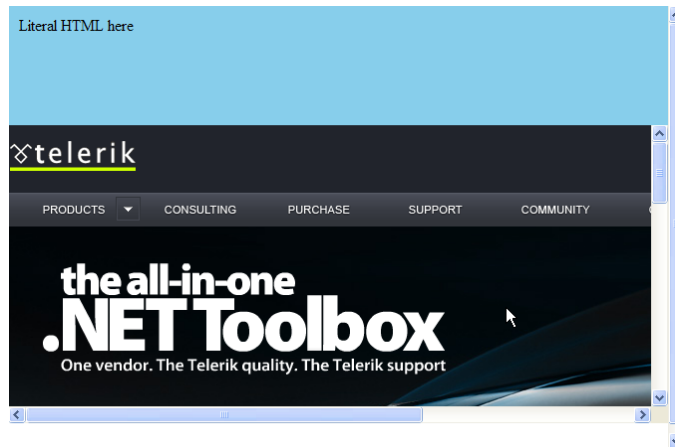 Literal HTML here
telerik
PRODUCTS CONSULTING PURCHASE SUPPORT COMMUNITY
the all-in-one
.NET Toolbox
One vendor. The Telerik quality. The Telerik support